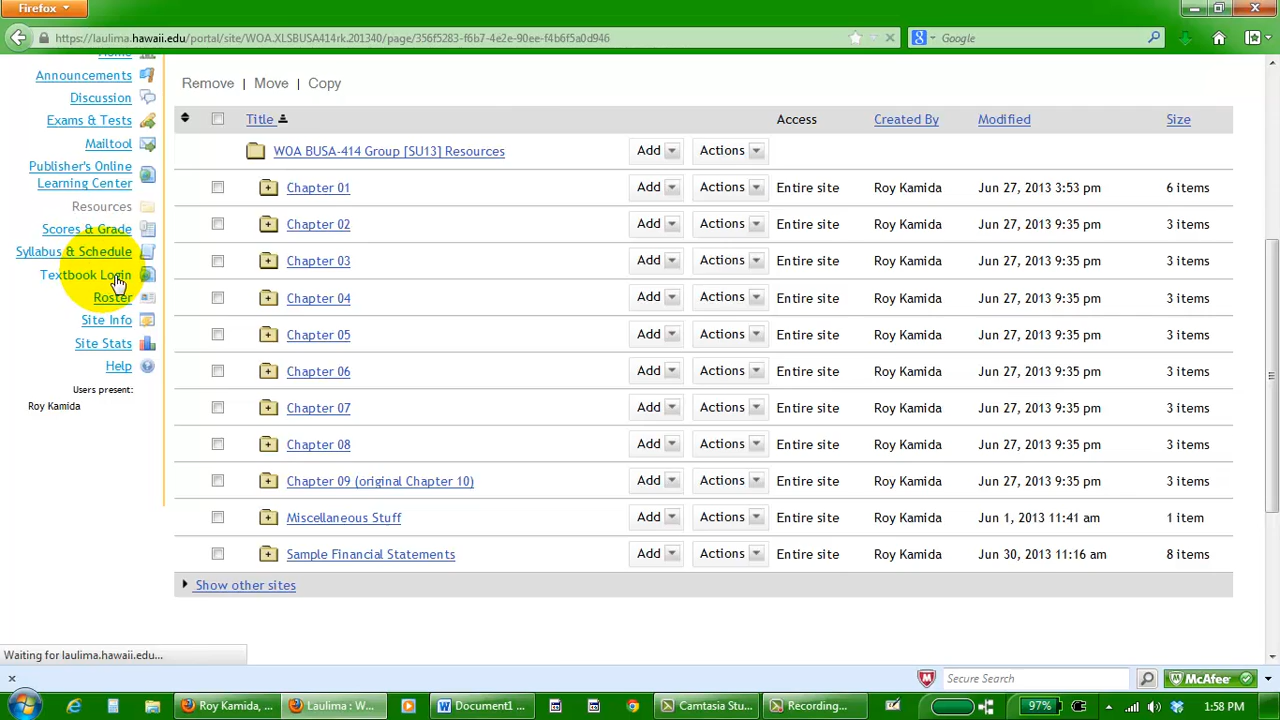 Firefox
https://laulima.hawaii.edu/portal/site/WOA.XLSBUSA414rk.201340/page/356f5283-f6b7-4e2e-90ee-f4b6f5a0d946
Google
Home
Announcements
Discussion
Exams & Tests
Mailtool
Publisher's Online
Learning Center
Resources
Scores & Grade
Syllabus & Schedule
Textbook Login
Roster
Site Info
Site Stats
Help
Users present:
Roy Kamida
Remove | Move | Copy
Title Access Created By Modified Size
WOA BUSA-414 Group [SU13] Resources Add Actions
Chapter 01 Add Actions Entire site Roy Kamida Jun 27, 2013 3:53 pm 6 items
Chapter 02 Add Actions Entire site Roy Kamida Jun 27, 2013 9:35 pm 3 items
Chapter 03 Add Actions Entire site Roy Kamida Jun 27, 2013 9:35 pm 3 items
Chapter 04 Add Actions Entire site Roy Kamida Jun 27, 2013 9:35 pm 3 items
Chapter 05 Add Actions Entire site Roy Kamida Jun 27, 2013 9:35 pm 3 items
Chapter 06 Add Actions Entire site Roy Kamida Jun 27, 2013 9:35 pm 3 items
Chapter 07 Add Actions Entire site Roy Kamida Jun 27, 2013 9:35 pm 3 items
Chapter 08 Add Actions Entire site Roy Kamida Jun 27, 2013 9:35 pm 3 items
Chapter 09 (original Chapter 10) Add Actions Entire site Roy Kamida Jun 27, 2013 9:35 pm 3 items
Miscellaneous Stuff Add Actions Entire site Roy Kamida Jun 1, 2013 11:41 am 1 item
Sample Financial Statements Add Actions Entire site Roy Kamida Jun 30, 2013 11:16 am 8 items
Show other sites
Waiting for laulima.hawaii.edu...
Secure Search McAfee
Roy Kamida, ... Laulima : W... Document1 ... Camtasia Stu... Recording... 97% 1:58 PM